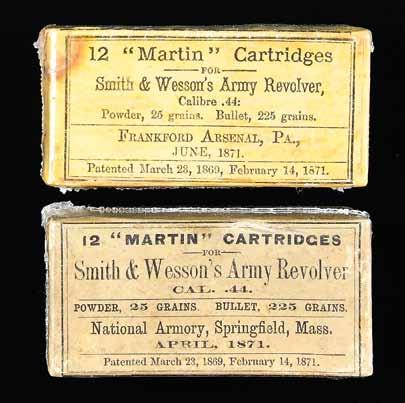 12 "Martin" Cartridges
FOR
Smith & Wesson's Army Revolver,
Calibre .44:
Powder, 25 grains. Bullet, 225 grains.
FRANKFORD ARSENAL, PA.,
JUNE, 1871.
Patented March 23, 1869, February 14, 1871.
12 "MARTIN" CARTRIDGES
FOR
Smith & Wesson's Army Revolver
CAL. .44.
POWDER, 25 GRAINS. BULLET, 225 GRAINS.
National Armory, Springfield, Mass.
APRIL, 1871.
Patented March 23, 1869, February 14, 1871.